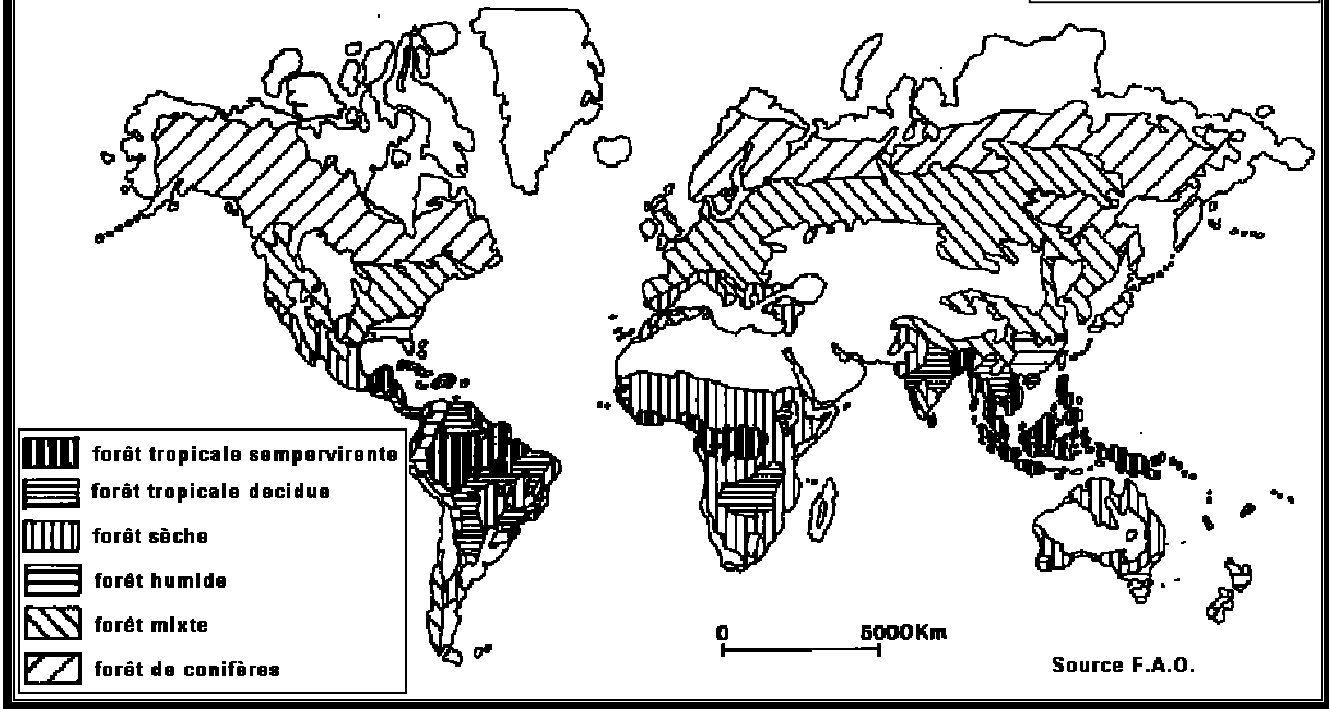 forêt tropicale sempervirente
forêt tropicale decidue
forêt sèche
forêt humide
forêt mixte
forêt de conifères
0 5000Km
Source F.A.O.